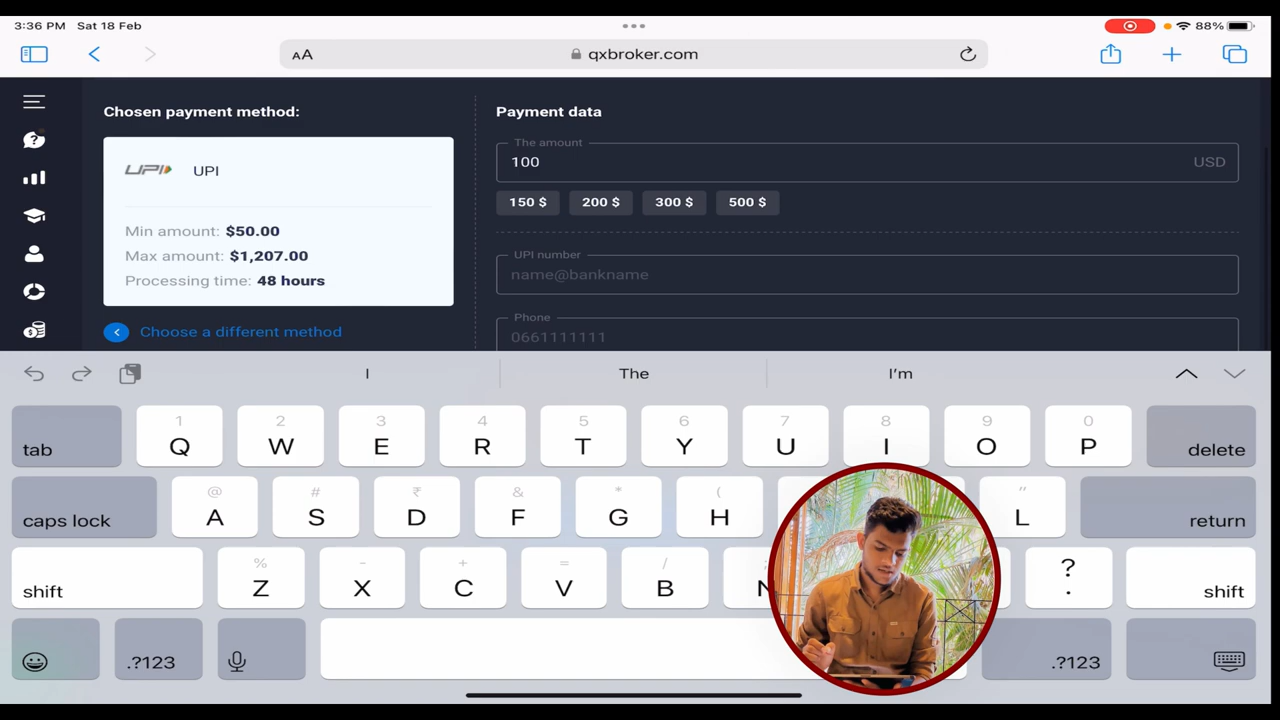 3:36 PM Sat 18 Feb
88%
AA
qxbroker.com
Chosen payment method:
UPI UPI
Min amount: $50.00
Max amount: $1,207.00
Processing time: 48 hours
Choose a different method
Payment data
The amount
100 USD
150 $ 200 $ 300 $ 500 $
UPI number
name@bankname
Phone
0661111111
I The I'm
1 2 3 4 5 6 7 8 9 0
tab Q W E R T Y U I O P delete
@ # ₹ & * ( "
caps lock A S D F G H L return
% - + = / ;
shift Z X C V B N ? . shift
.?123 .?123